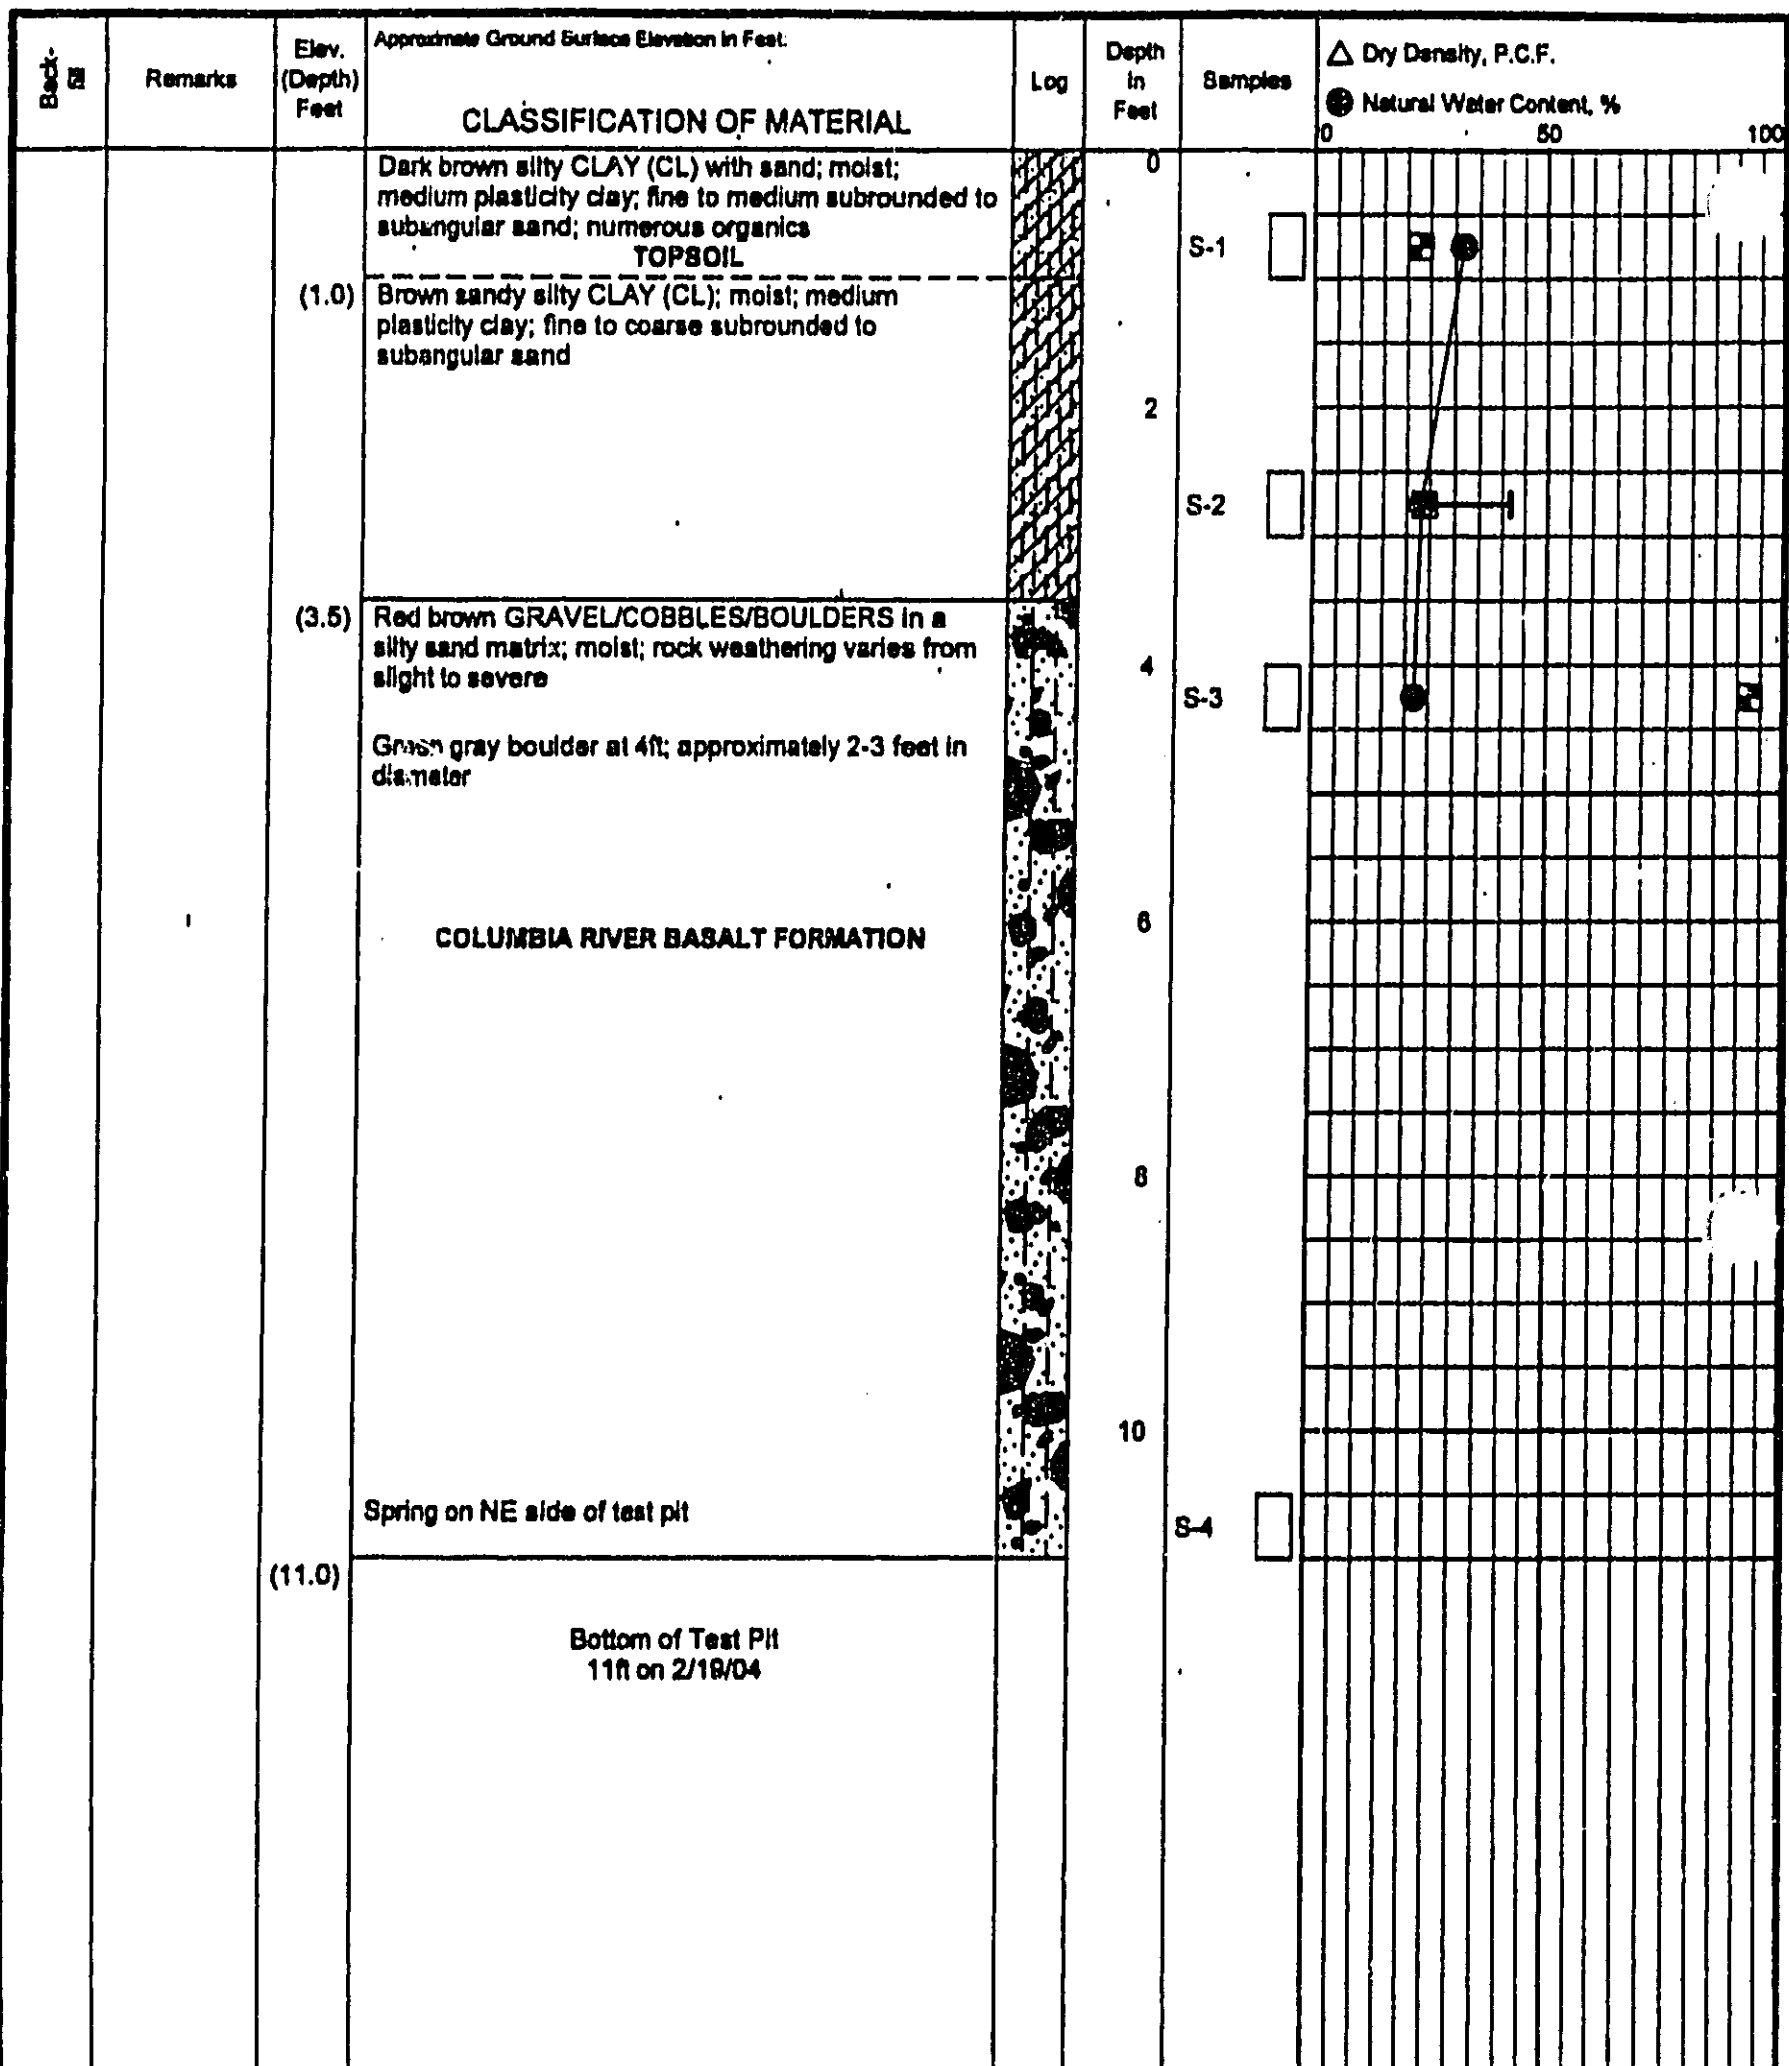 Back-
fill
Remarks
Elev.
(Depth)
Feet
Approximate Ground Surface Elevation in Feet:
CLASSIFICATION OF MATERIAL
Log
Depth
in
Feet
Samples
△ Dry Density, P.C.F.
Natural Water Content, %
0 50 100
Dark brown silty CLAY (CL) with sand; moist;
medium plasticity clay; fine to medium subrounded to
subangular sand; numerous organics
TOPSOIL
0
S-1
(1.0)
Brown sandy silty CLAY (CL); moist; medium
plasticity clay; fine to coarse subrounded to
subangular sand
2
S-2
(3.5)
Red brown GRAVEL/COBBLES/BOULDERS in a
silty sand matrix; moist; rock weathering varies from
slight to severe
4
S-3
Green gray boulder at 4ft; approximately 2-3 feet in
diameter
6
COLUMBIA RIVER BASALT FORMATION
8
10
Spring on NE side of test pit
S-4
(11.0)
Bottom of Test Pit
11ft on 2/19/04